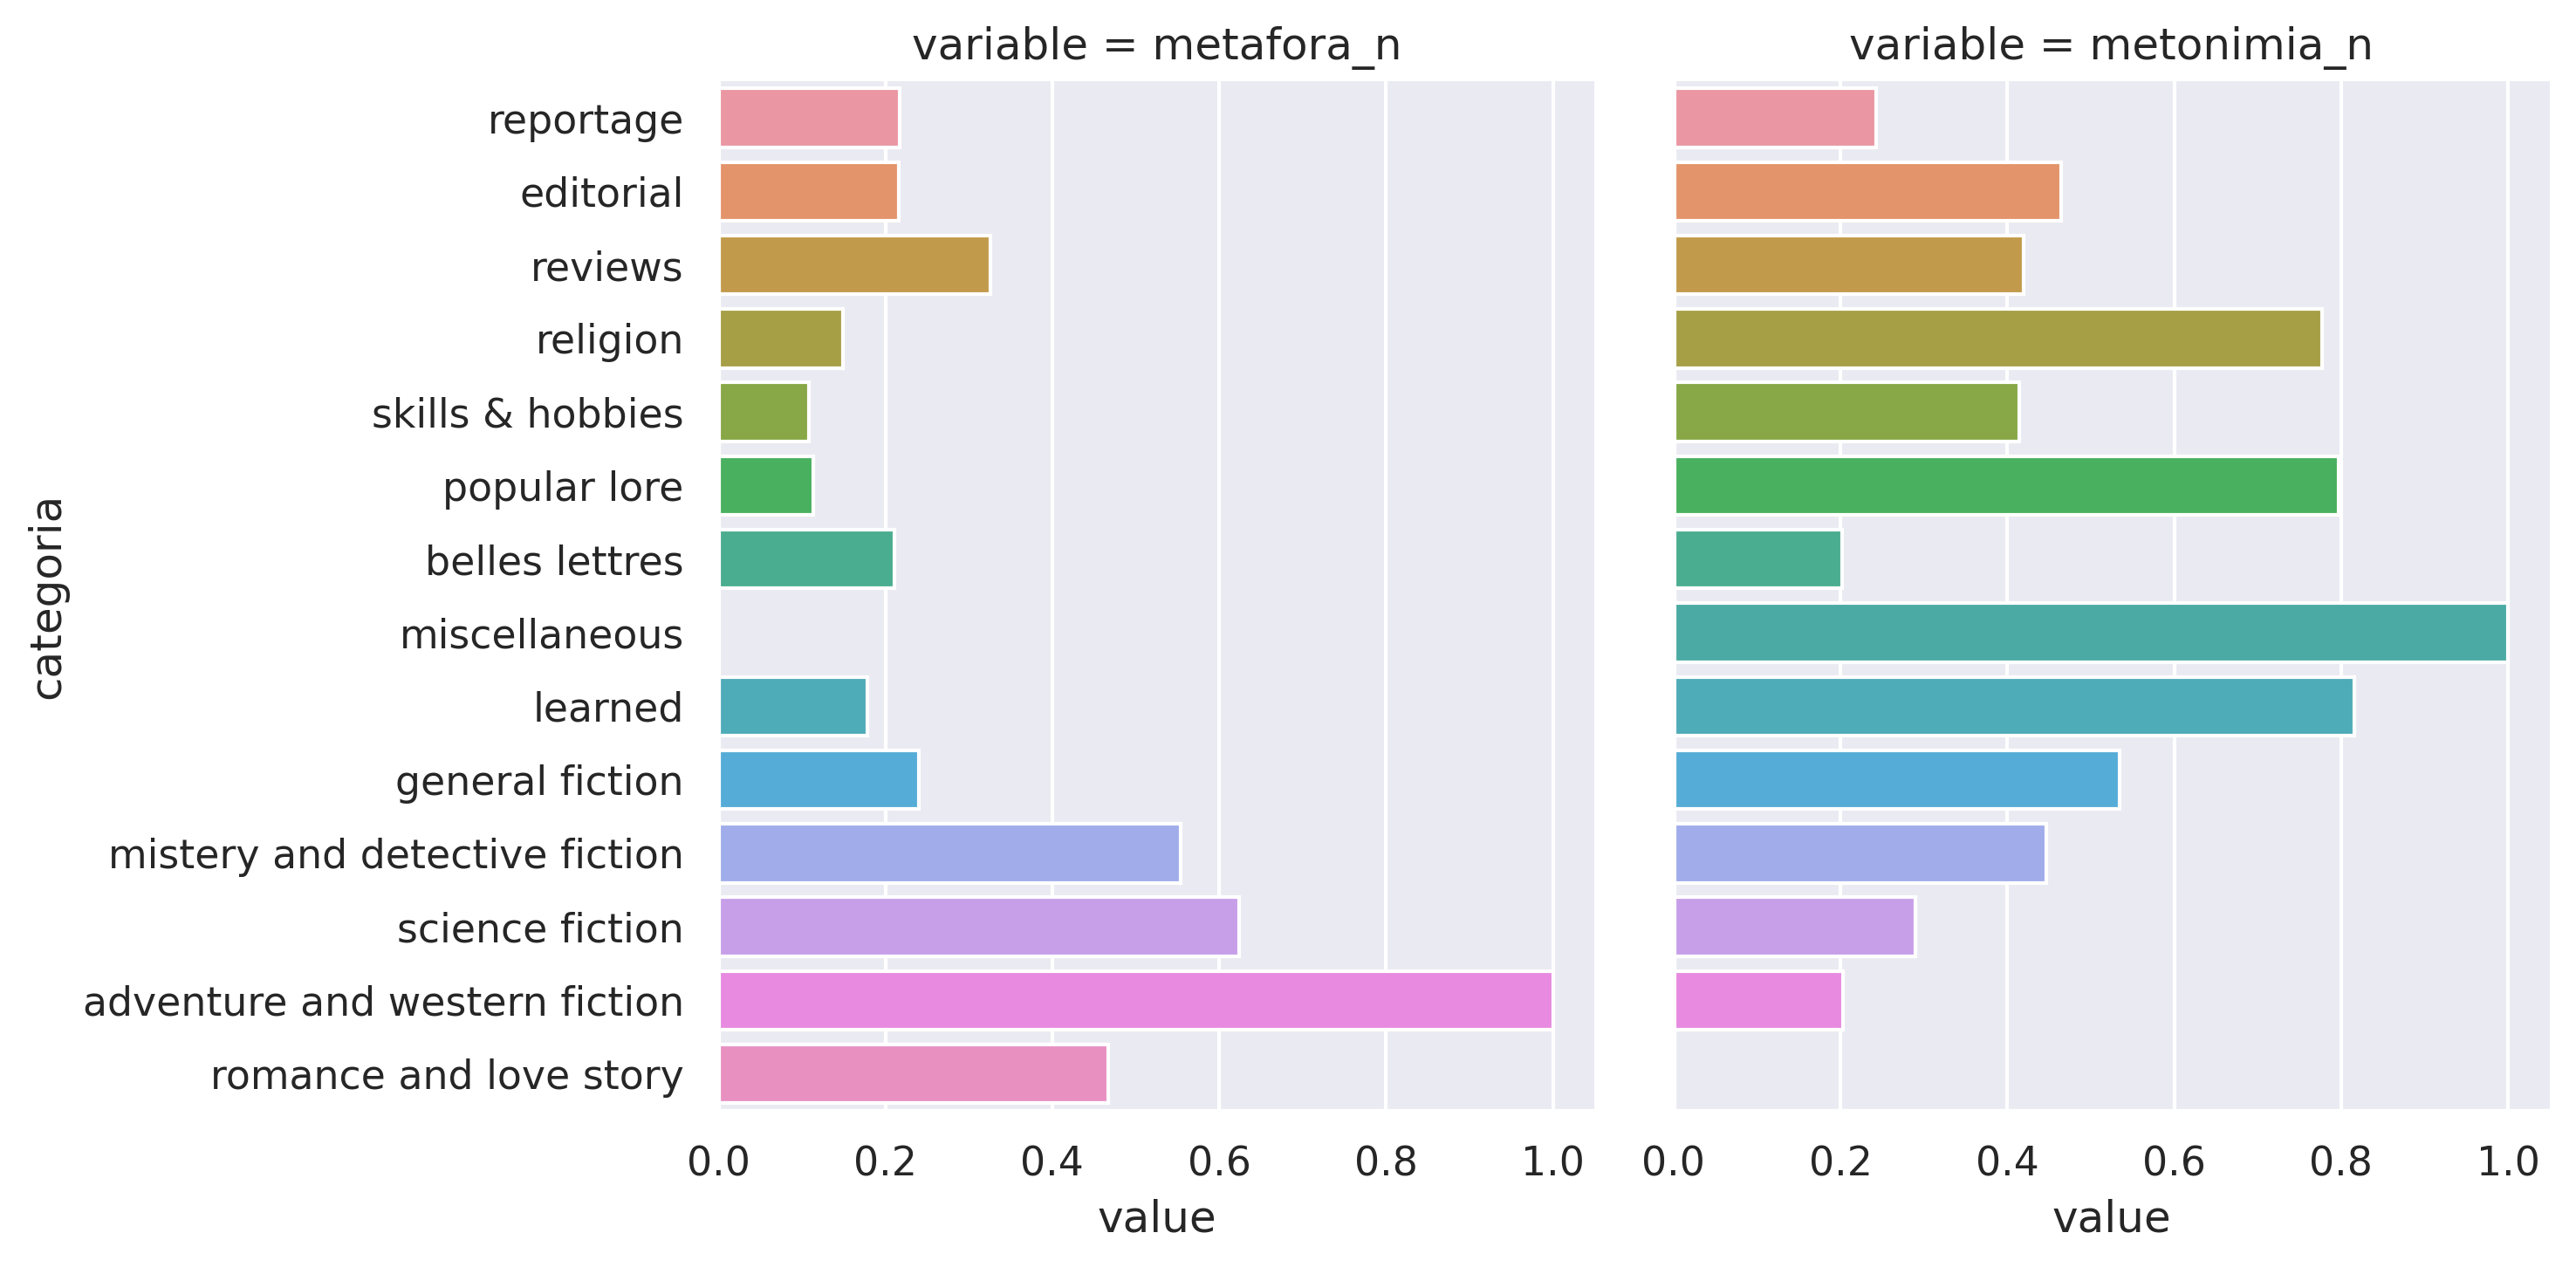 variable = metafora_n
variable = metonimia_n
categoria
reportage
editorial
reviews
religion
skills & hobbies
popular lore
belles lettres
miscellaneous
learned
general fiction
mistery and detective fiction
science fiction
adventure and western fiction
romance and love story
0.0 0.2 0.4 0.6 0.8 1.0
0.0 0.2 0.4 0.6 0.8 1.0
value
value